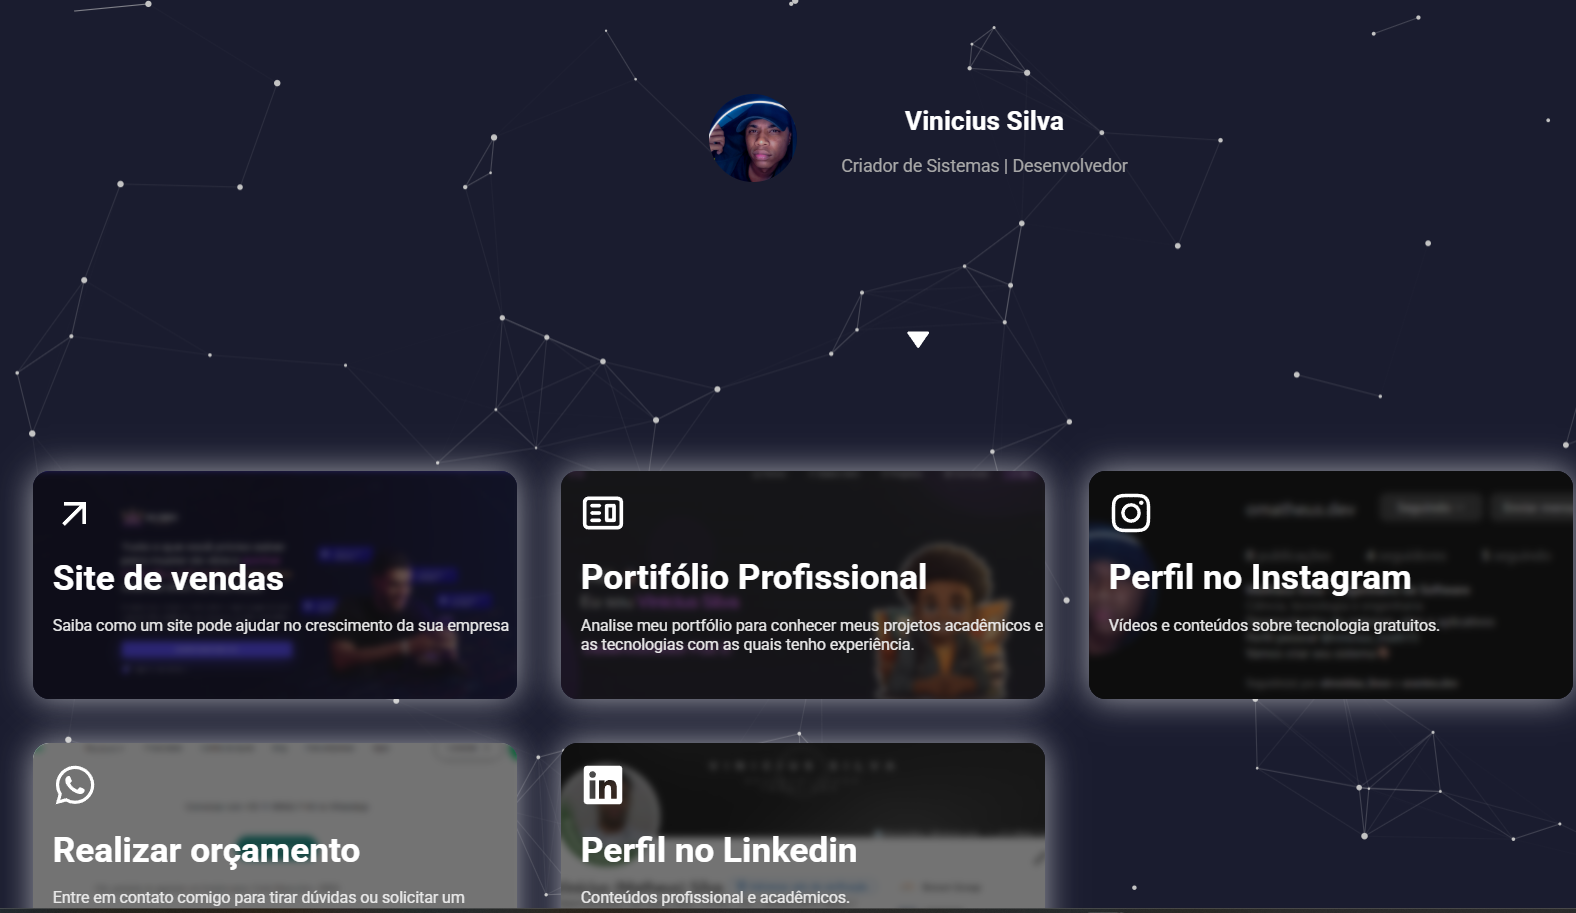 Vinicius Silva
Criador de Sistemas | Desenvolvedor
Site de vendas
Saiba como um site pode ajudar no crescimento da sua empresa
Portifólio Profissional
Analise meu portfólio para conhecer meus projetos acadêmicos e
as tecnologias com as quais tenho experiência.
Perfil no Instagram
Vídeos e conteúdos sobre tecnologia gratuitos.
Realizar orçamento
Entre em contato comigo para tirar dúvidas ou solicitar um
Perfil no Linkedin
Conteúdos profissional e acadêmicos.